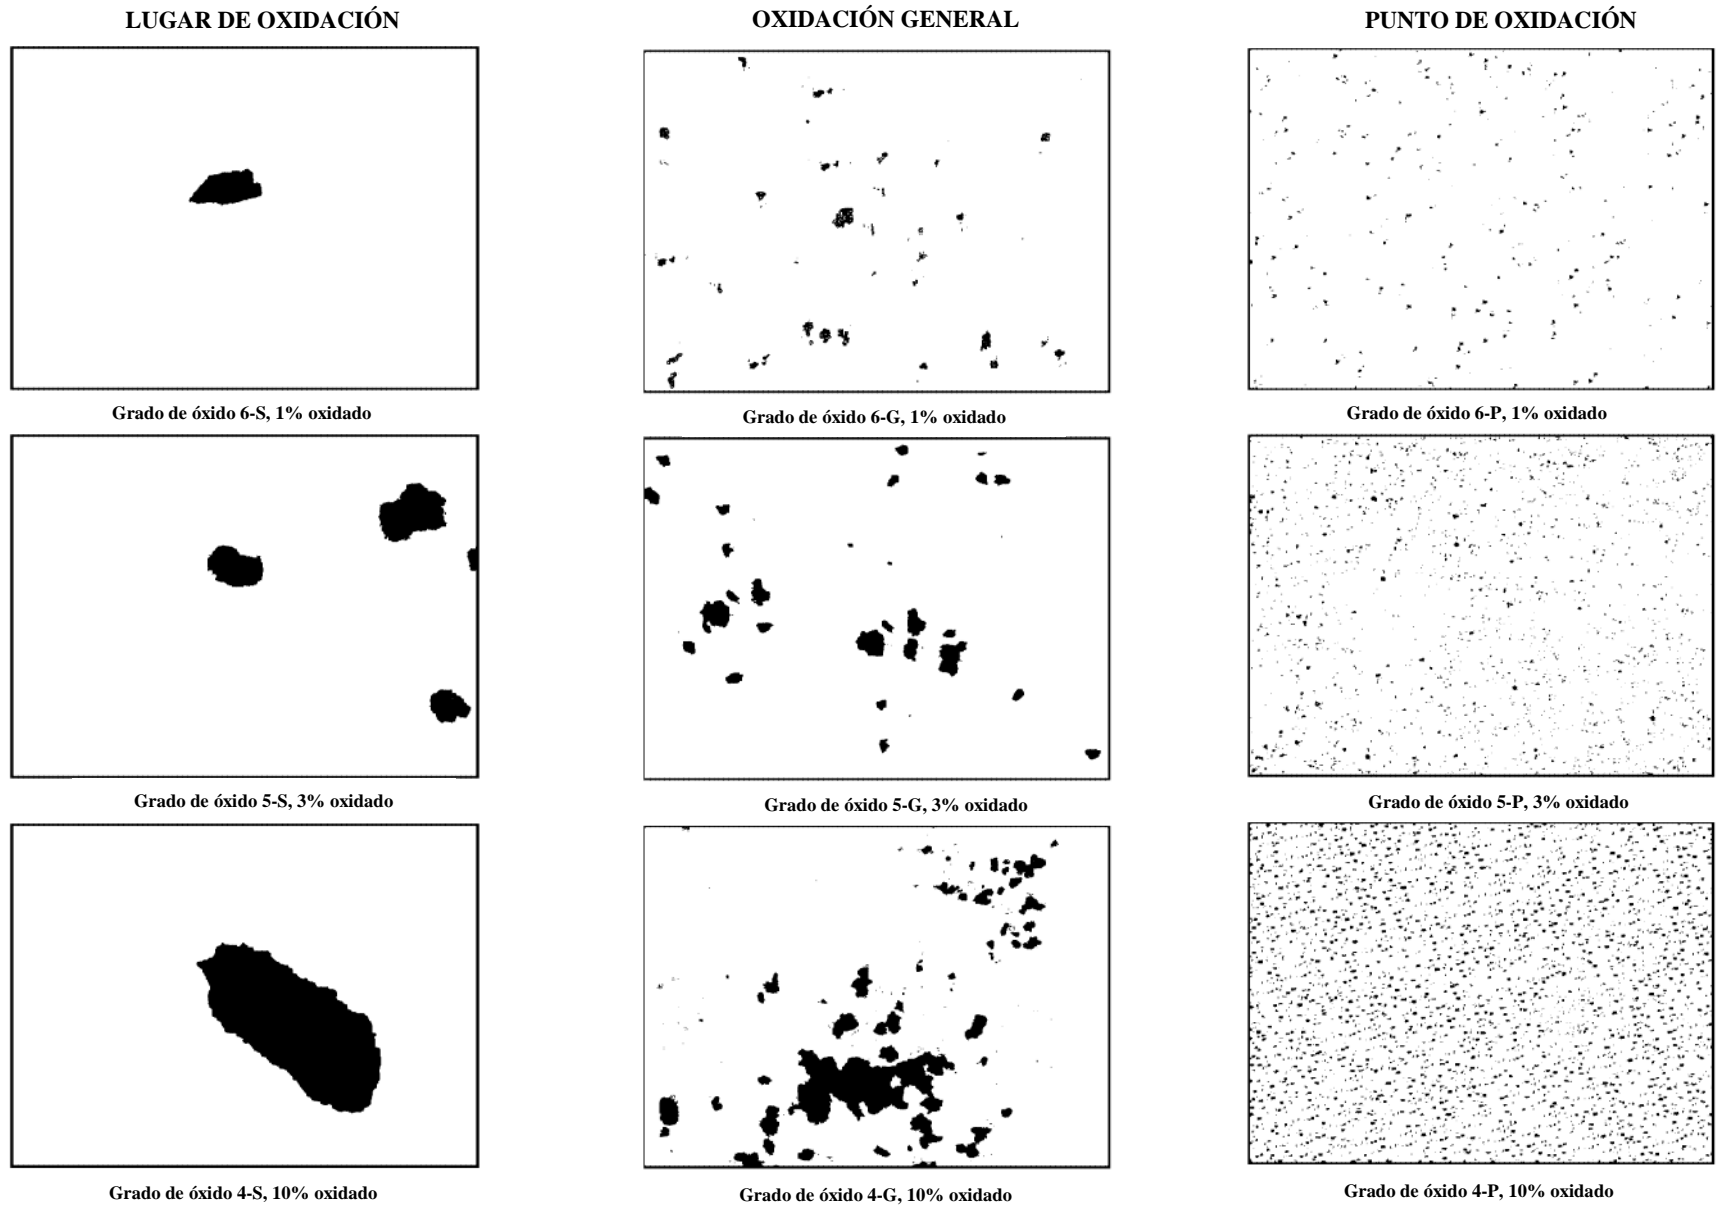 LUGAR DE OXIDACIÓN
OXIDACIÓN GENERAL
PUNTO DE OXIDACIÓN
Grado de óxido 6-S, 1% oxidado
Grado de óxido 6-G, 1% oxidado
Grado de óxido 6-P, 1% oxidado
Grado de óxido 5-S, 3% oxidado
Grado de óxido 5-G, 3% oxidado
Grado de óxido 5-P, 3% oxidado
Grado de óxido 4-S, 10% oxidado
Grado de óxido 4-G, 10% oxidado
Grado de óxido 4-P, 10% oxidado